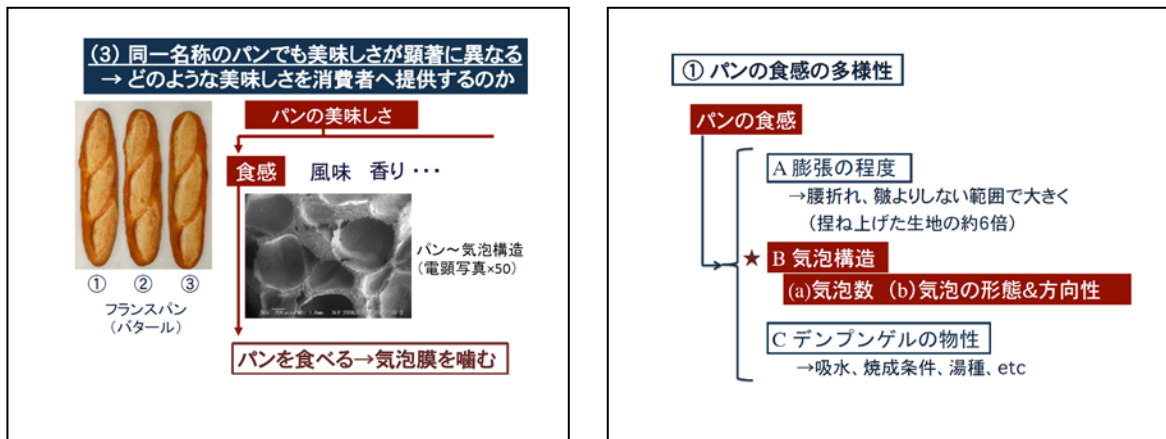 (3) 同一名称のパンでも美味しさが顕著に異なる
→ どのような美味しさを消費者へ提供するのか
パンの美味しさ
食感 風味 香り・・・
パン～気泡構造
(電顕写真×50)
① ② ③
フランスパン
(バタール)
パンを食べる→気泡膜を噛む
① パンの食感の多様性
パンの食感
A 膨張の程度
→腰折れ、皺よりしない範囲で大きく
(捏ね上げた生地の約6倍)
★ B 気泡構造
(a)気泡数 (b)気泡の形態&方向性
C デンプンゲルの物性
→吸水、焼成条件、湯種、etc